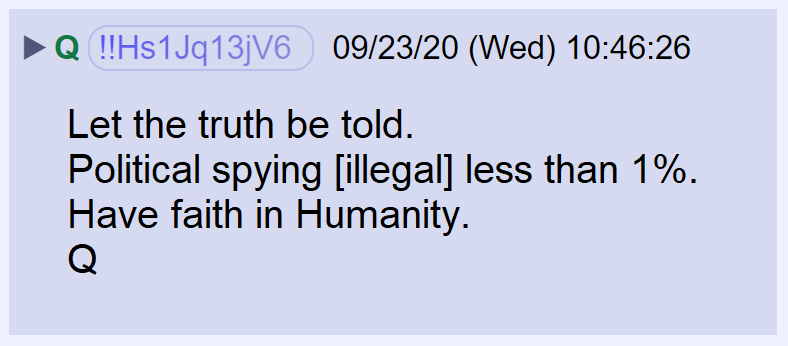 ▶ Q !!Hs1Jq13jV6 09/23/20 (Wed) 10:46:26
Let the truth be told.
Political spying [illegal] less than 1%.
Have faith in Humanity.
Q